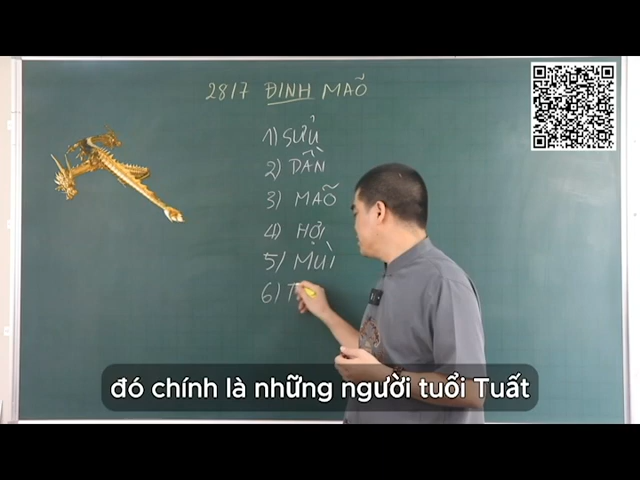 2817 ĐINH MAÕ
1) SỬU
2) DẦN
3) MAÕ
4) HỢI
5) MÙI
6) T
đó chính là những người tuổi Tuất